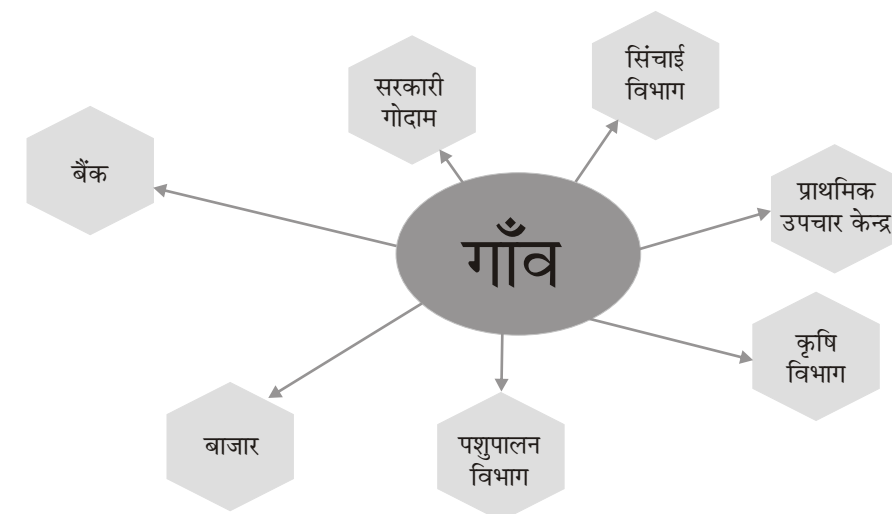 सिंचाई
विभाग
सरकारी
गोदाम
बैंक
प्राथमिक
उपचार केन्द्र
गाँव
कृषि
विभाग
बाजार
पशुपालन
विभाग